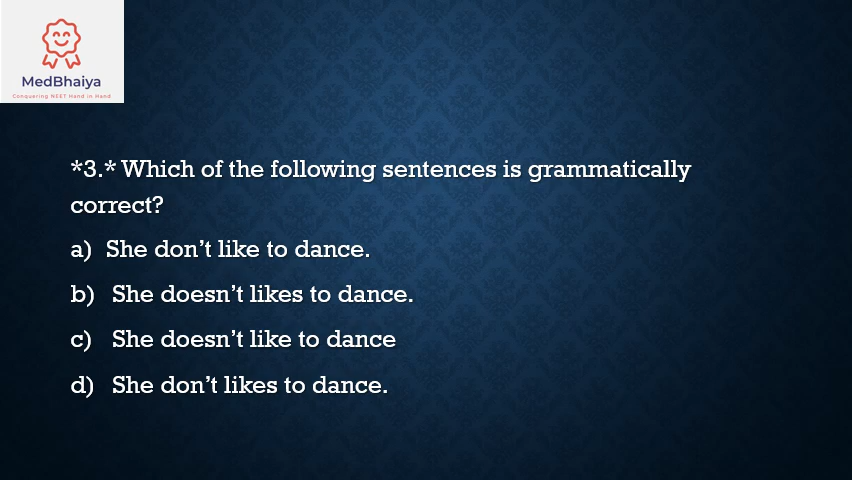 MedBhaiya
Conquering NEET Hand in Hand
*3.* Which of the following sentences is grammatically
correct?
a) She don't like to dance.
b) She doesn't likes to dance.
c) She doesn't like to dance
d) She don't likes to dance.